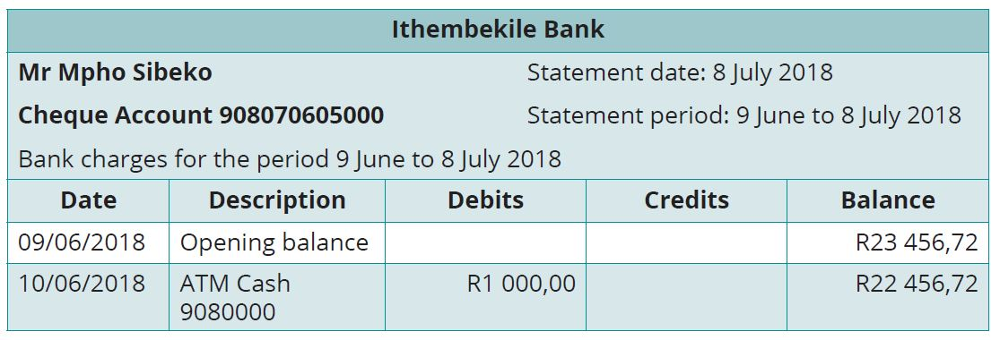 Ithembekile Bank
Mr Mpho Sibeko Statement date: 8 July 2018
Cheque Account 908070605000 Statement period: 9 June to 8 July 2018
Bank charges for the period 9 June to 8 July 2018
Date Description Debits Credits Balance
09/06/2018 Opening balance R23 456,72
10/06/2018 ATM Cash R1 000,00 R22 456,72
9080000